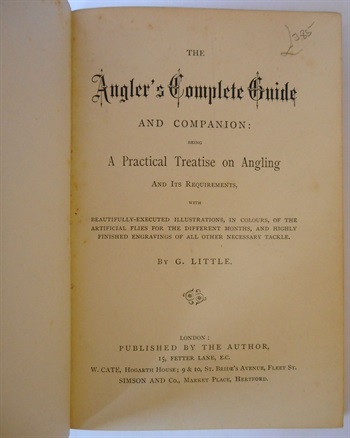 £285
THE
Angler's Complete Guide
AND COMPANION:
BEING
A Practical Treatise on Angling
AND ITS REQUIREMENTS,
WITH
BEAUTIFULLY-EXECUTED ILLUSTRATIONS, IN COLOURS, OF THE
ARTIFICIAL FLIES FOR THE DIFFERENT MONTHS, AND HIGHLY
FINISHED ENGRAVINGS OF ALL OTHER NECESSARY TACKLE.
BY G. LITTLE.
LONDON:
PUBLISHED BY THE AUTHOR,
15, FETTER LANE, E.C.
W. CATE, HOGARTH HOUSE; 9 & 10, ST. BRIDE'S AVENUE, FLEET ST.
SIMSON AND CO., MARKET PLACE, HERTFORD.